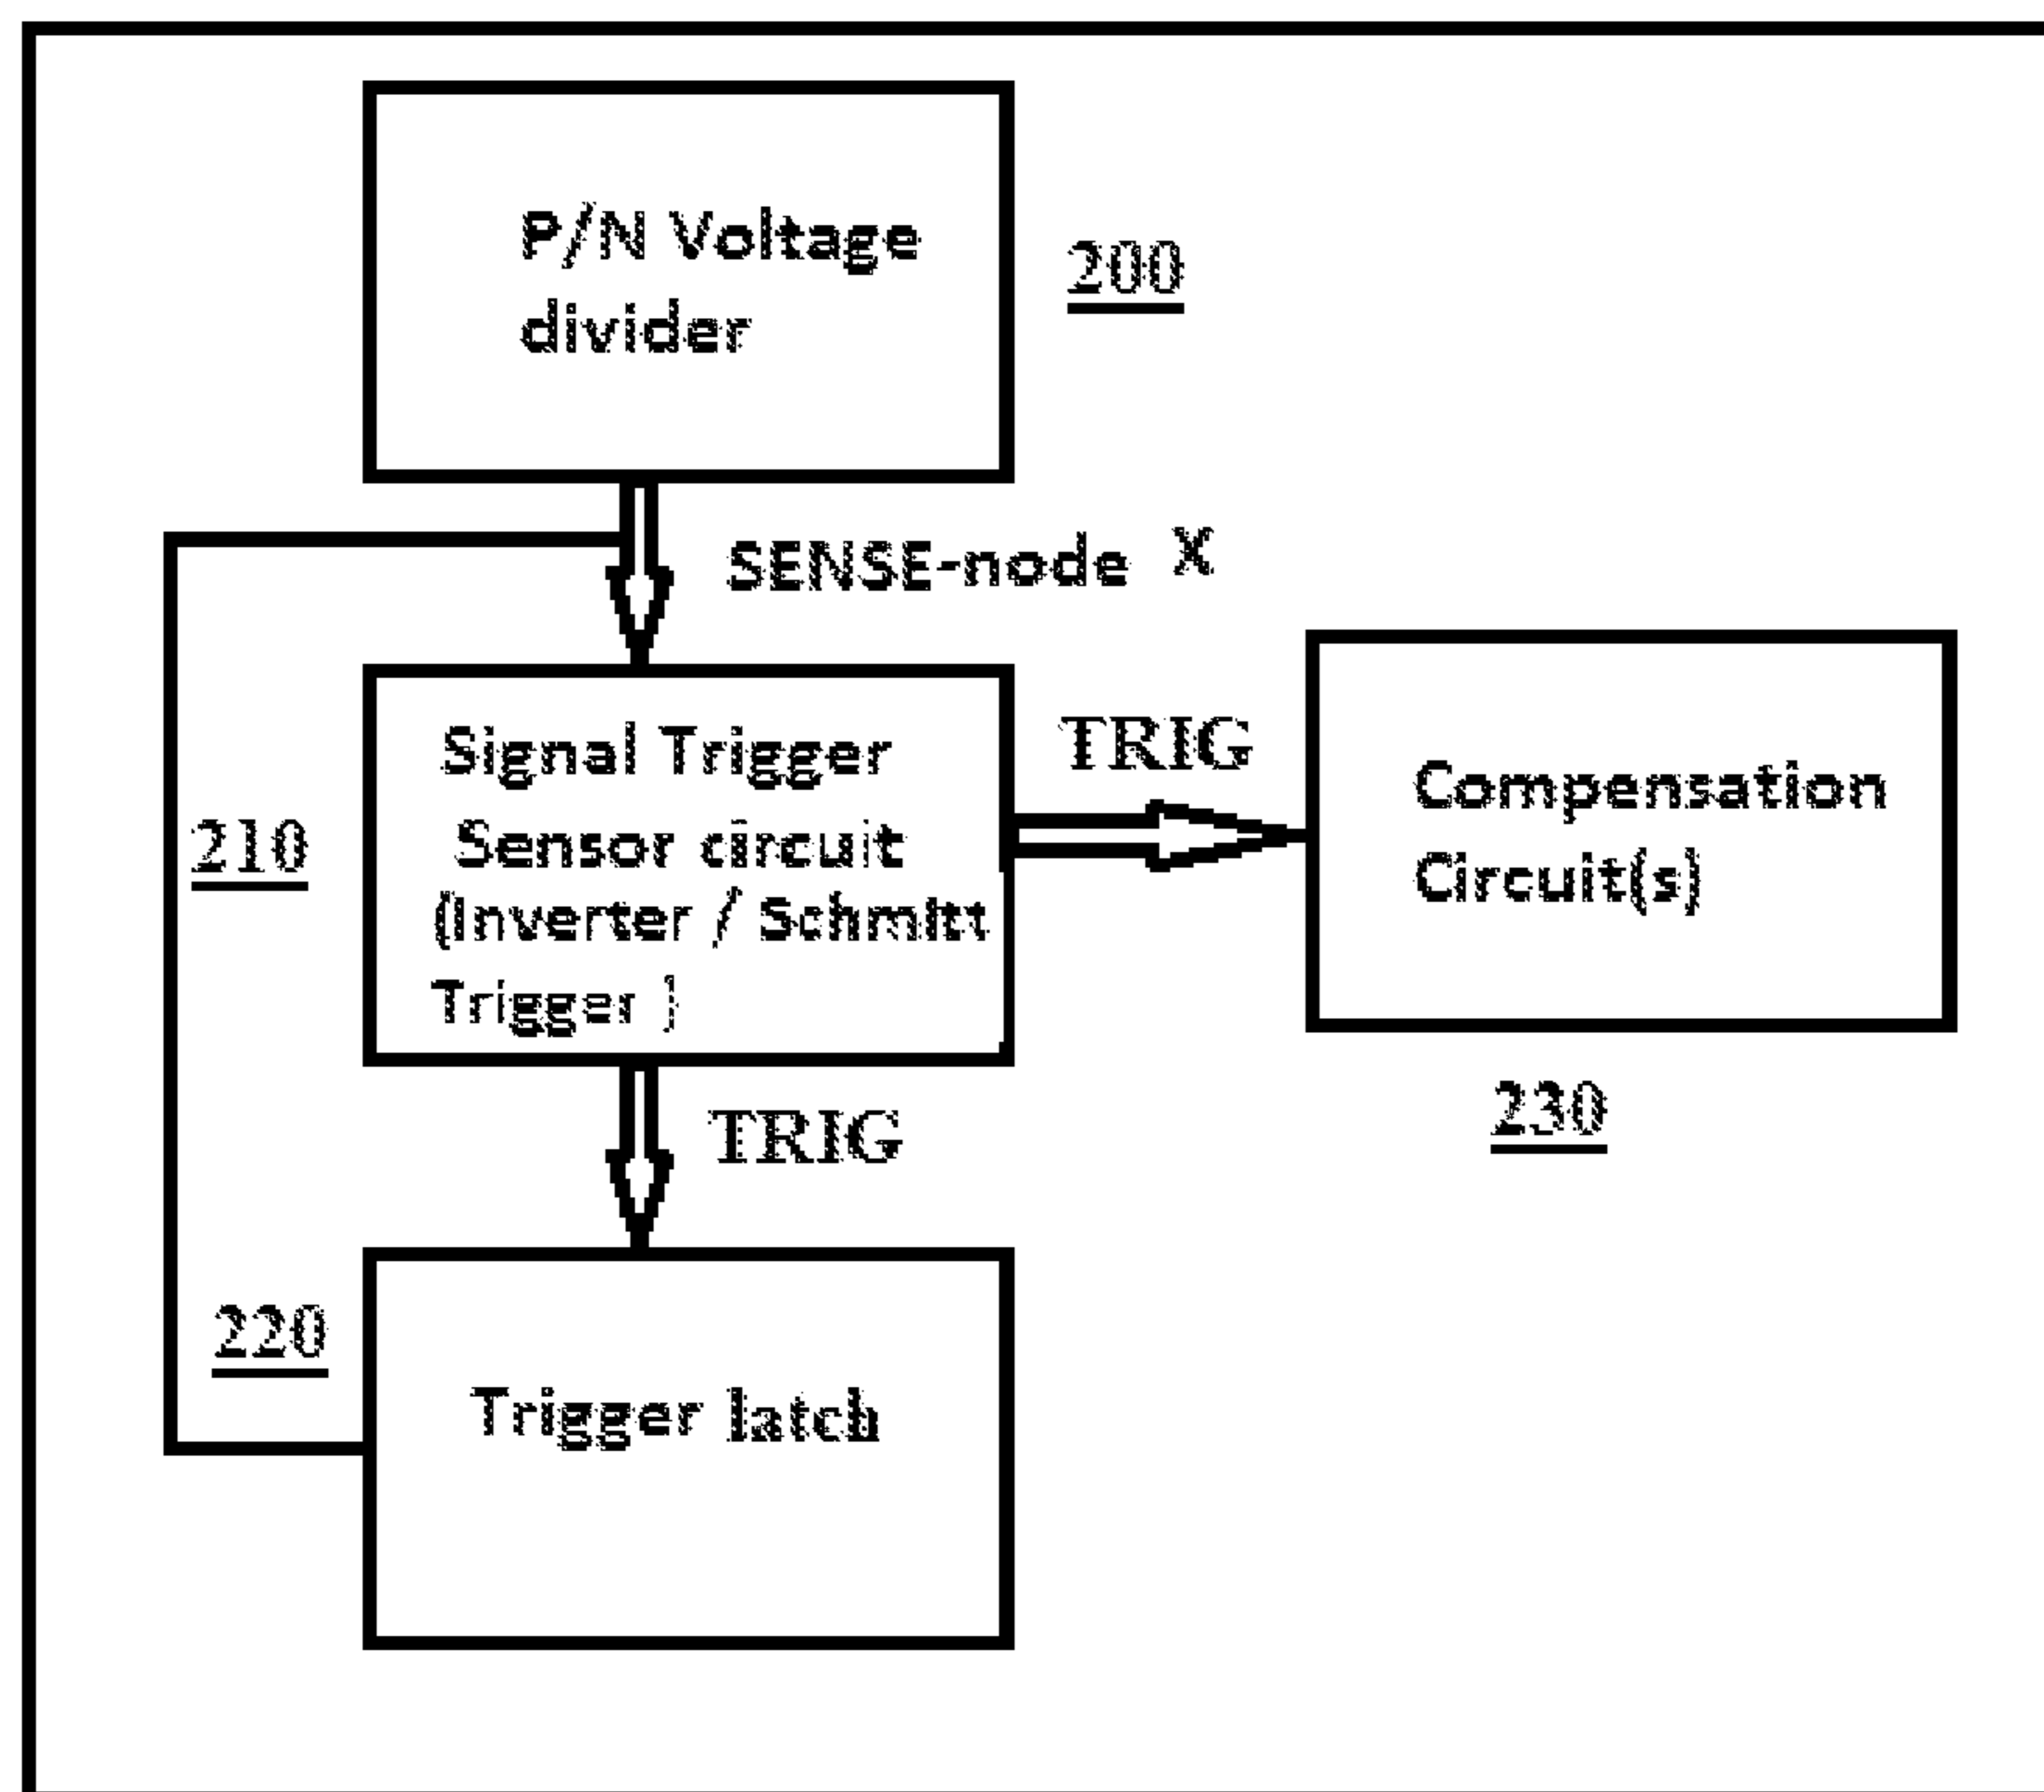 P/N Voltage
divider
200
SENSE-node X
Signal Trigger
Sensor circuit
(Inverter / Schmitt
Trigger )
TRIG
Compensation
Circuit(s)
210
230
TRIG
220
Trigger latch